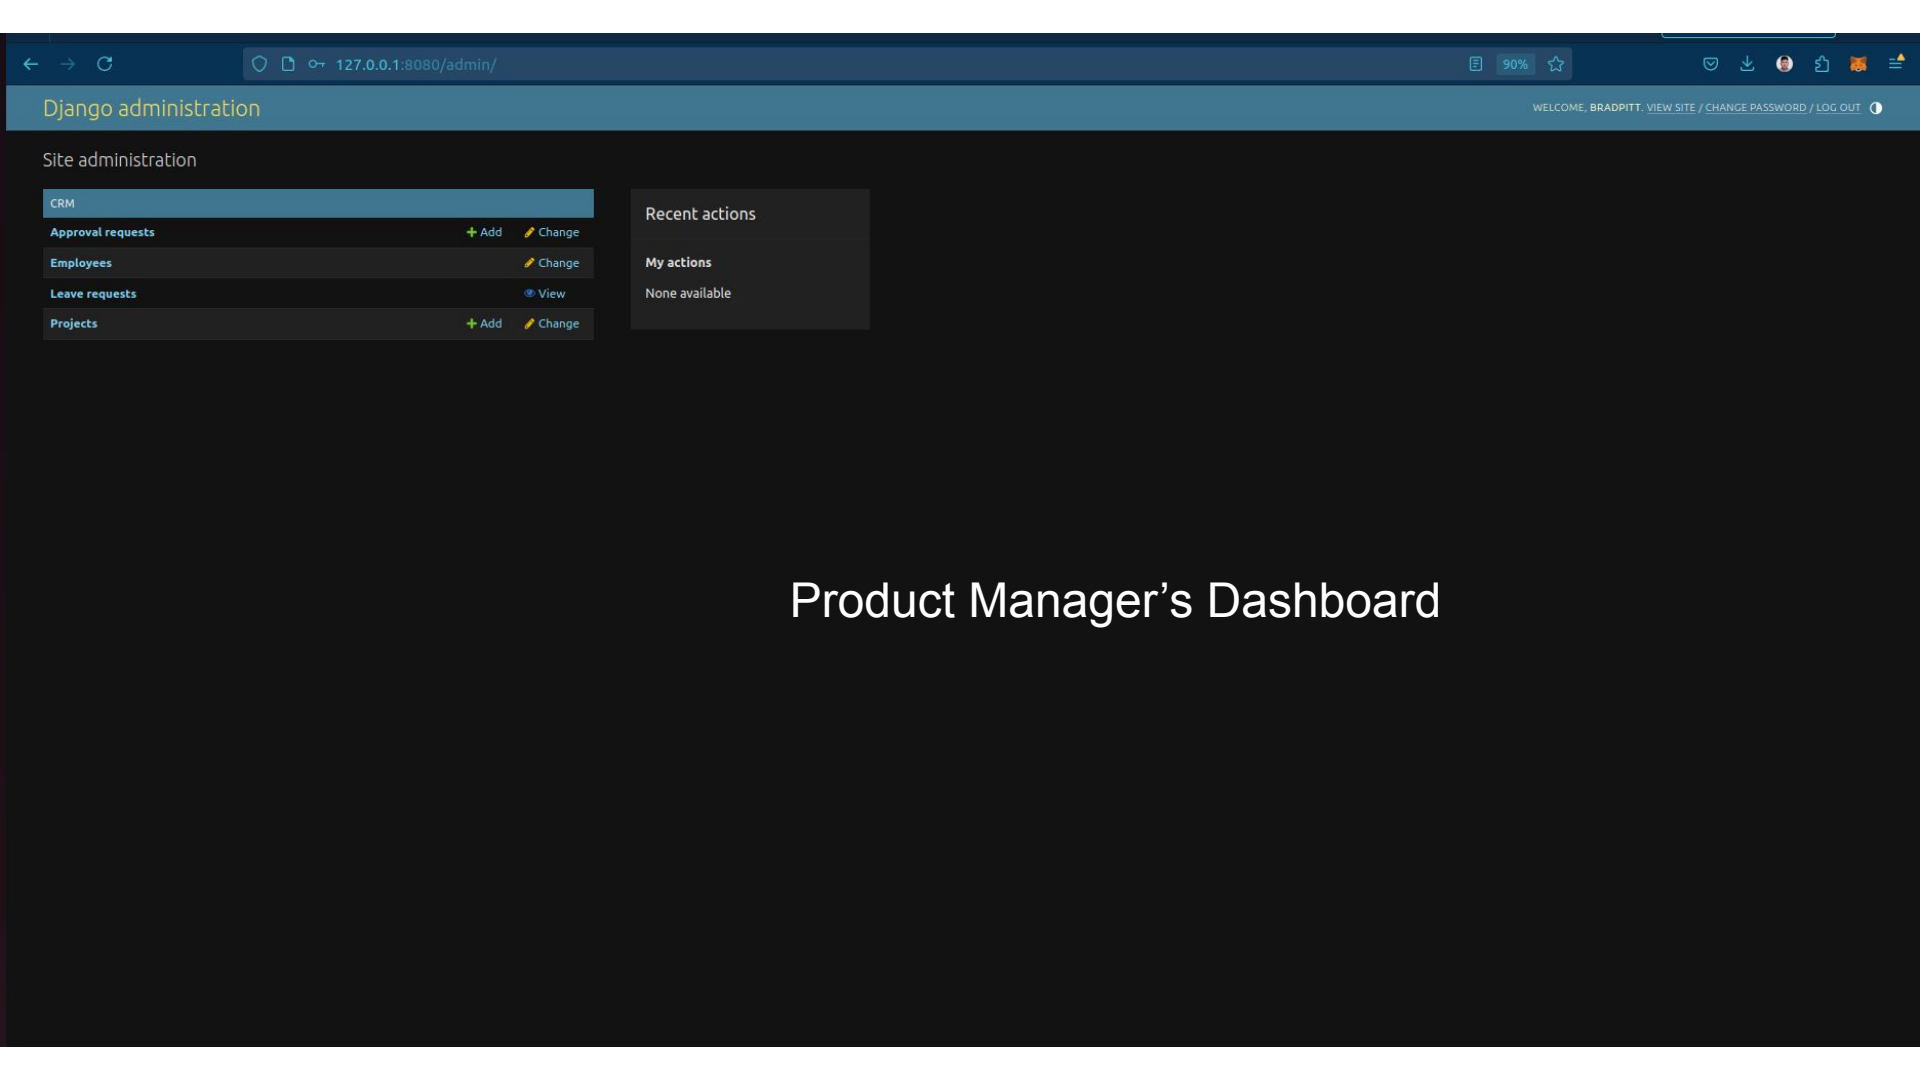 127.0.0.1:8080/admin/
90%
Django administration
WELCOME, BRADPITT. VIEW SITE / CHANGE PASSWORD / LOG OUT
Site administration
CRM
Approval requests Add Change
Employees Change
Leave requests View
Projects Add Change
Recent actions
My actions
None available
Product Manager’s Dashboard